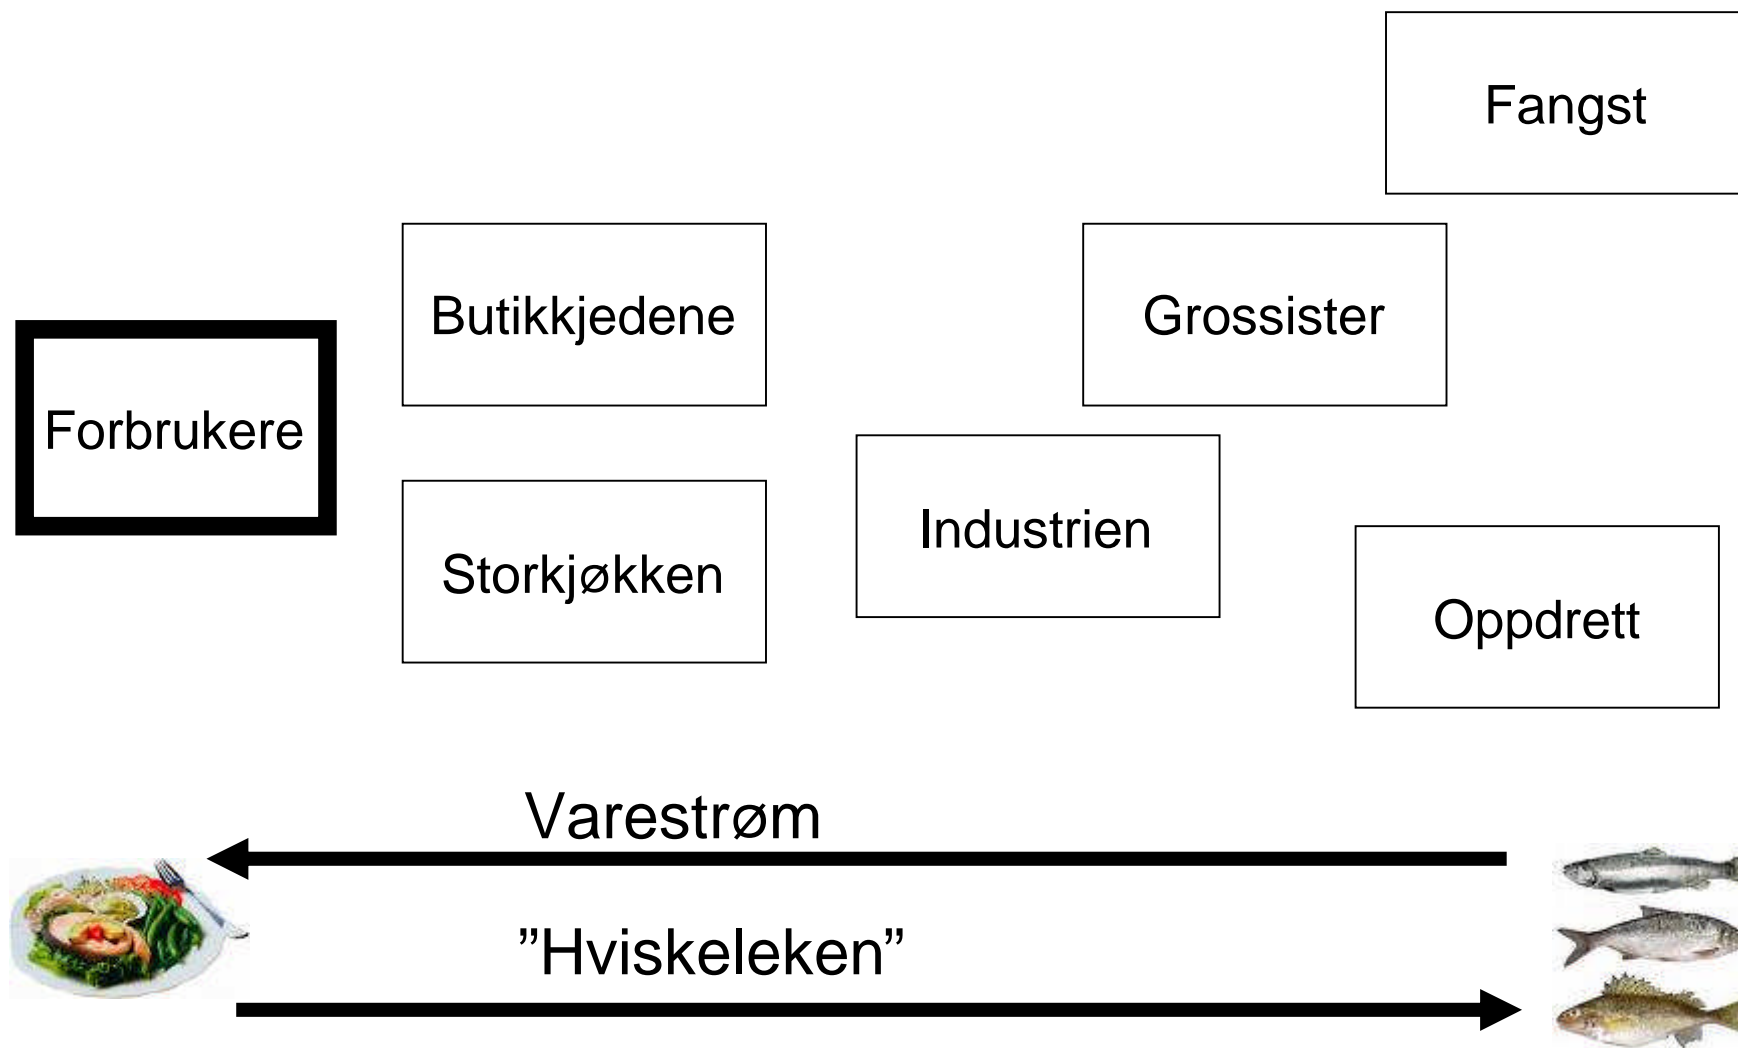 Fangst
Butikkjedene
Grossister
Forbrukere
Industrien
Storkjøkken
Oppdrett
Varestrøm
”Hviskeleken”